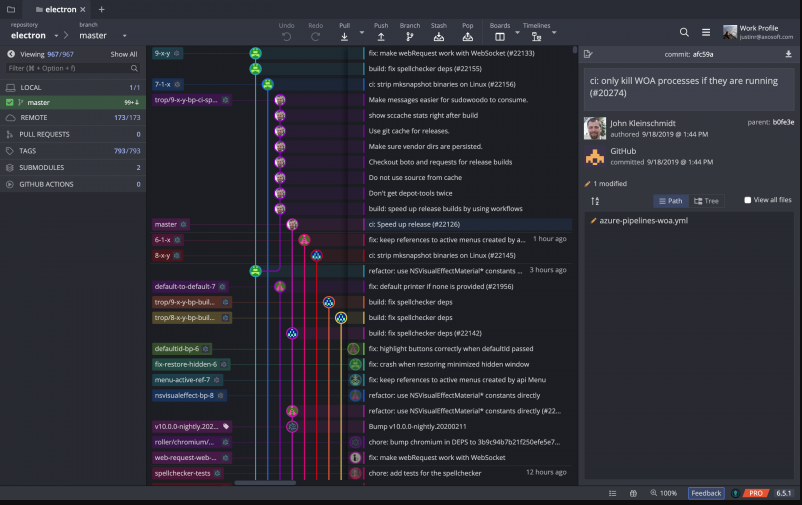 electron
repository
branch
electron
master
Undo
Redo
Pull
Push
Branch
Stash
Pop
Boards
Timelines
Work Profile
justinr@axosoft.com
Viewing 967/967
Show All
Filter (⌘ + Option + f)
LOCAL 1/1
master 99+
REMOTE 173/173
PULL REQUESTS 0
TAGS 793/793
SUBMODULES 2
GITHUB ACTIONS 0
9-x-y fix: make webRequest work with WebSocket (#22133)
build: fix spellchecker deps (#22155)
7-1-x ci: strip mksnapshot binaries on Linux (#22156)
trop/9-x-y-bp-ci-sp... Make messages easier for sudowoodo to consume.
show sccache stats right after build
Use git cache for releases.
Make sure vendor dirs are persisted.
Checkout boto and requests for release builds
Do not use source from cache
Don't get depot-tools twice
build: speed up release builds by using workflows
master ci: Speed up release (#22126)
6-1-x fix: keep references to active menus created by a... 1 hour ago
8-x-y ci: strip mksnapshot binaries on Linux (#22145)
refactor: use NSVisualEffectMaterial* constants ... 3 hours ago
default-to-default-7 fix: default printer if none is provided (#21956)
trop/9-x-y-bp-buil... build: fix spellchecker deps
trop/8-x-y-bp-buil... build: fix spellchecker deps
build: fix spellchecker deps (#22142)
defaultid-bp-6 fix: highlight buttons correctly when defaultId passed
fix-restore-hidden-6 fix: crash when restoring minimized hidden window
menu-active-ref-7 fix: keep references to active menus created by api Menu
nsvisualeffect-bp-8 refactor: use NSVisualEffectMaterial* constants directly
refactor: use NSVisualEffectMaterial* constants directly (#22...
v10.0.0-nightly.202... Bump v10.0.0-nightly.20200211
roller/chromium/... chore: bump chromium in DEPS to 3b9c94b7b21f250efe5e7...
web-request-web-... fix: make webRequest work with WebSocket
spellchecker-tests chore: add tests for the spellchecker 12 hours ago
commit: afc59a
ci: only kill WOA processes if they are running
(#20274)
John Kleinschmidt
authored 9/18/2019 @ 1:44 PM
parent: b0fe3e
GitHub
committed 9/18/2019 @ 1:44 PM
1 modified
Path
Tree
View all files
azure-pipelines-woa.yml
100%
Feedback
PRO
6.5.1